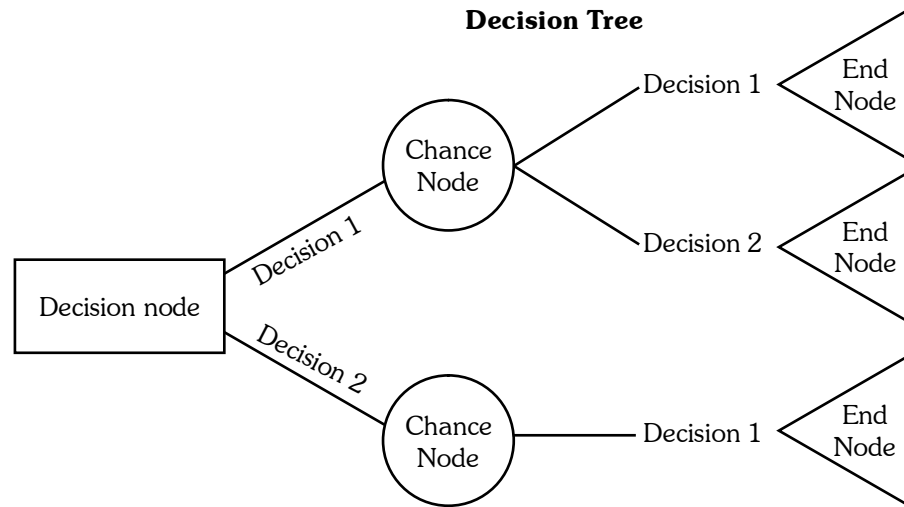 Decision Tree
Decision node
Decision 1
Chance
Node
Decision 1
End
Node
Decision 2
End
Node
Decision 2
Chance
Node
Decision 1
End
Node